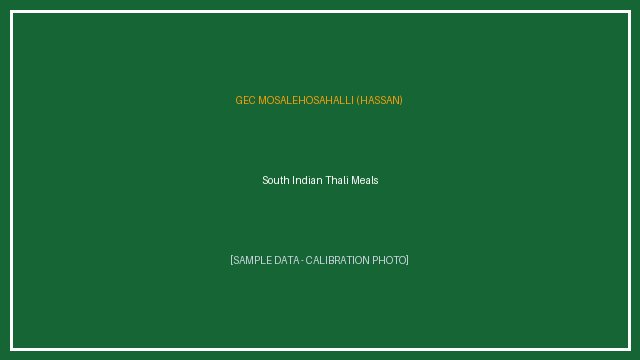 GEC MOSALEHOSAHALLI (HASSAN)
South Indian Thali Meals
[SAMPLE DATA - CALIBRATION PHOTO]